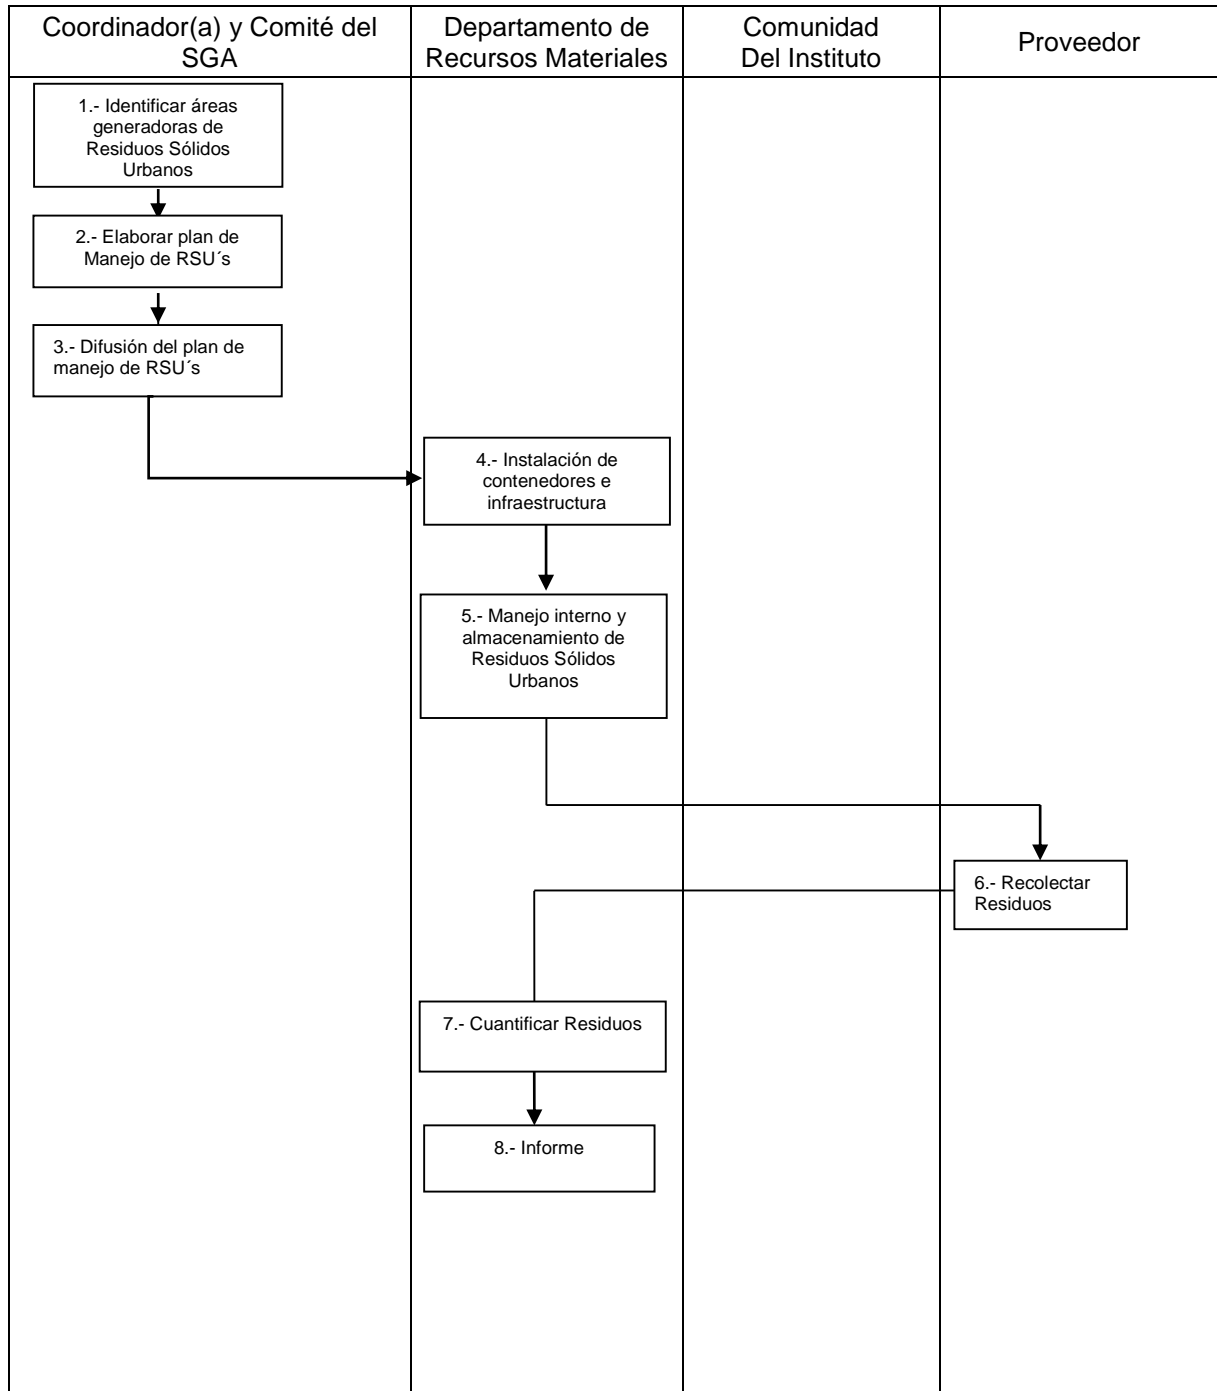 Coordinador(a) y Comité del
SGA
Departamento de
Recursos Materiales
Comunidad
Del Instituto
Proveedor
1.- Identificar áreas
generadoras de
Residuos Sólidos
Urbanos
2.- Elaborar plan de
Manejo de RSU´s
3.- Difusión del plan de
manejo de RSU´s
4.- Instalación de
contenedores e
infraestructura
5.- Manejo interno y
almacenamiento de
Residuos Sólidos
Urbanos
6.- Recolectar
Residuos
7.- Cuantificar Residuos
8.- Informe